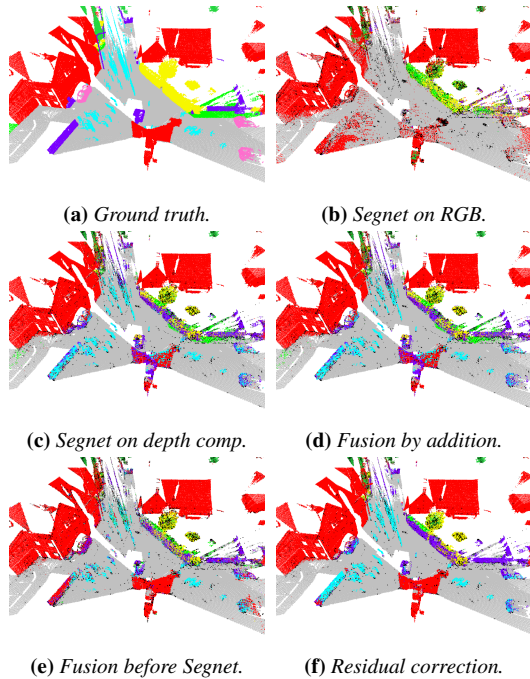 (a) Ground truth.
(b) Segnet on RGB.
(c) Segnet on depth comp.
(d) Fusion by addition.
(e) Fusion before Segnet.
(f) Residual correction.